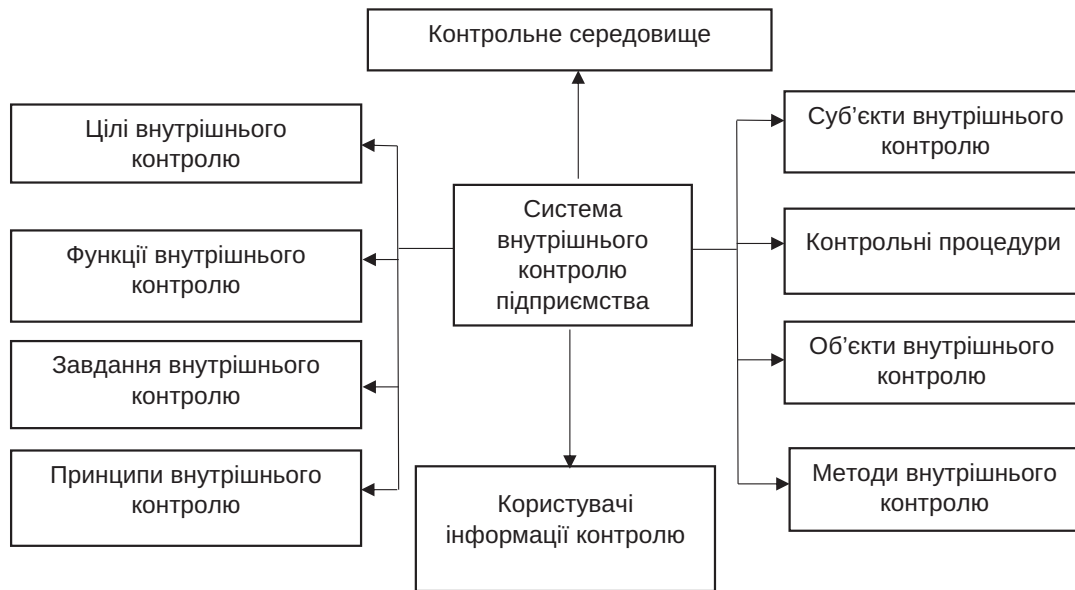 Контрольне середовище
Цілі внутрішнього
контролю
Функції внутрішнього
контролю
Завдання внутрішнього
контролю
Принципи внутрішнього
контролю
Система
внутрішнього
контролю
підприємства
Користувачі
інформації контролю
Суб’єкти внутрішнього
контролю
Контрольні процедури
Об’єкти внутрішнього
контролю
Методи внутрішнього
контролю